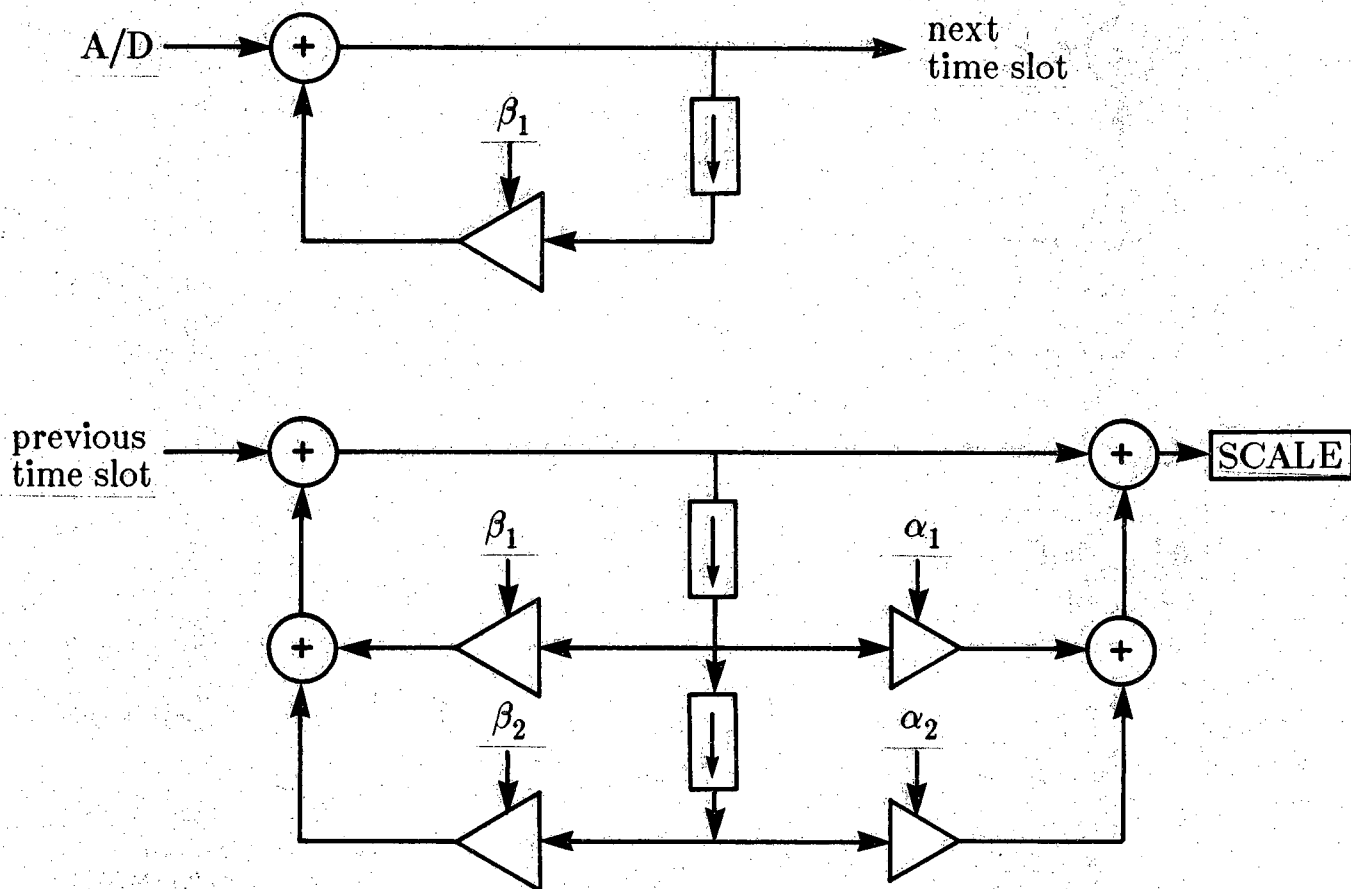 A/D
+
next
time slot
β₁
previous
time slot
+
+
SCALE
β₁
α₁
+
+
β₂
α₂